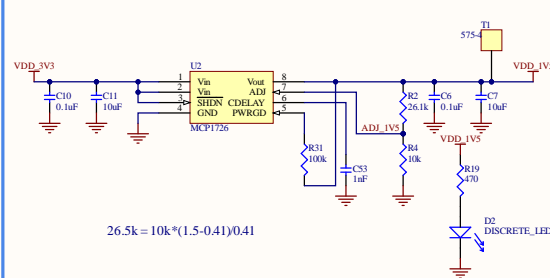 T1
575-4
VDD_3V3
U2
VDD_1V5
1 Vin Vout 8
2 Vin ADJ 7
3 SHDN CDELAY 6
4 GND PWRGD 5
MCP1726
C10
0.1uF
C11
10uF
R2
26.1k
C6
0.1uF
C7
10uF
ADJ_1V5
VDD_1V5
R31
100k
C53
1nF
R4
10k
R19
470
26.5k = 10k*(1.5-0.41)/0.41
D2
DISCRETE_LED